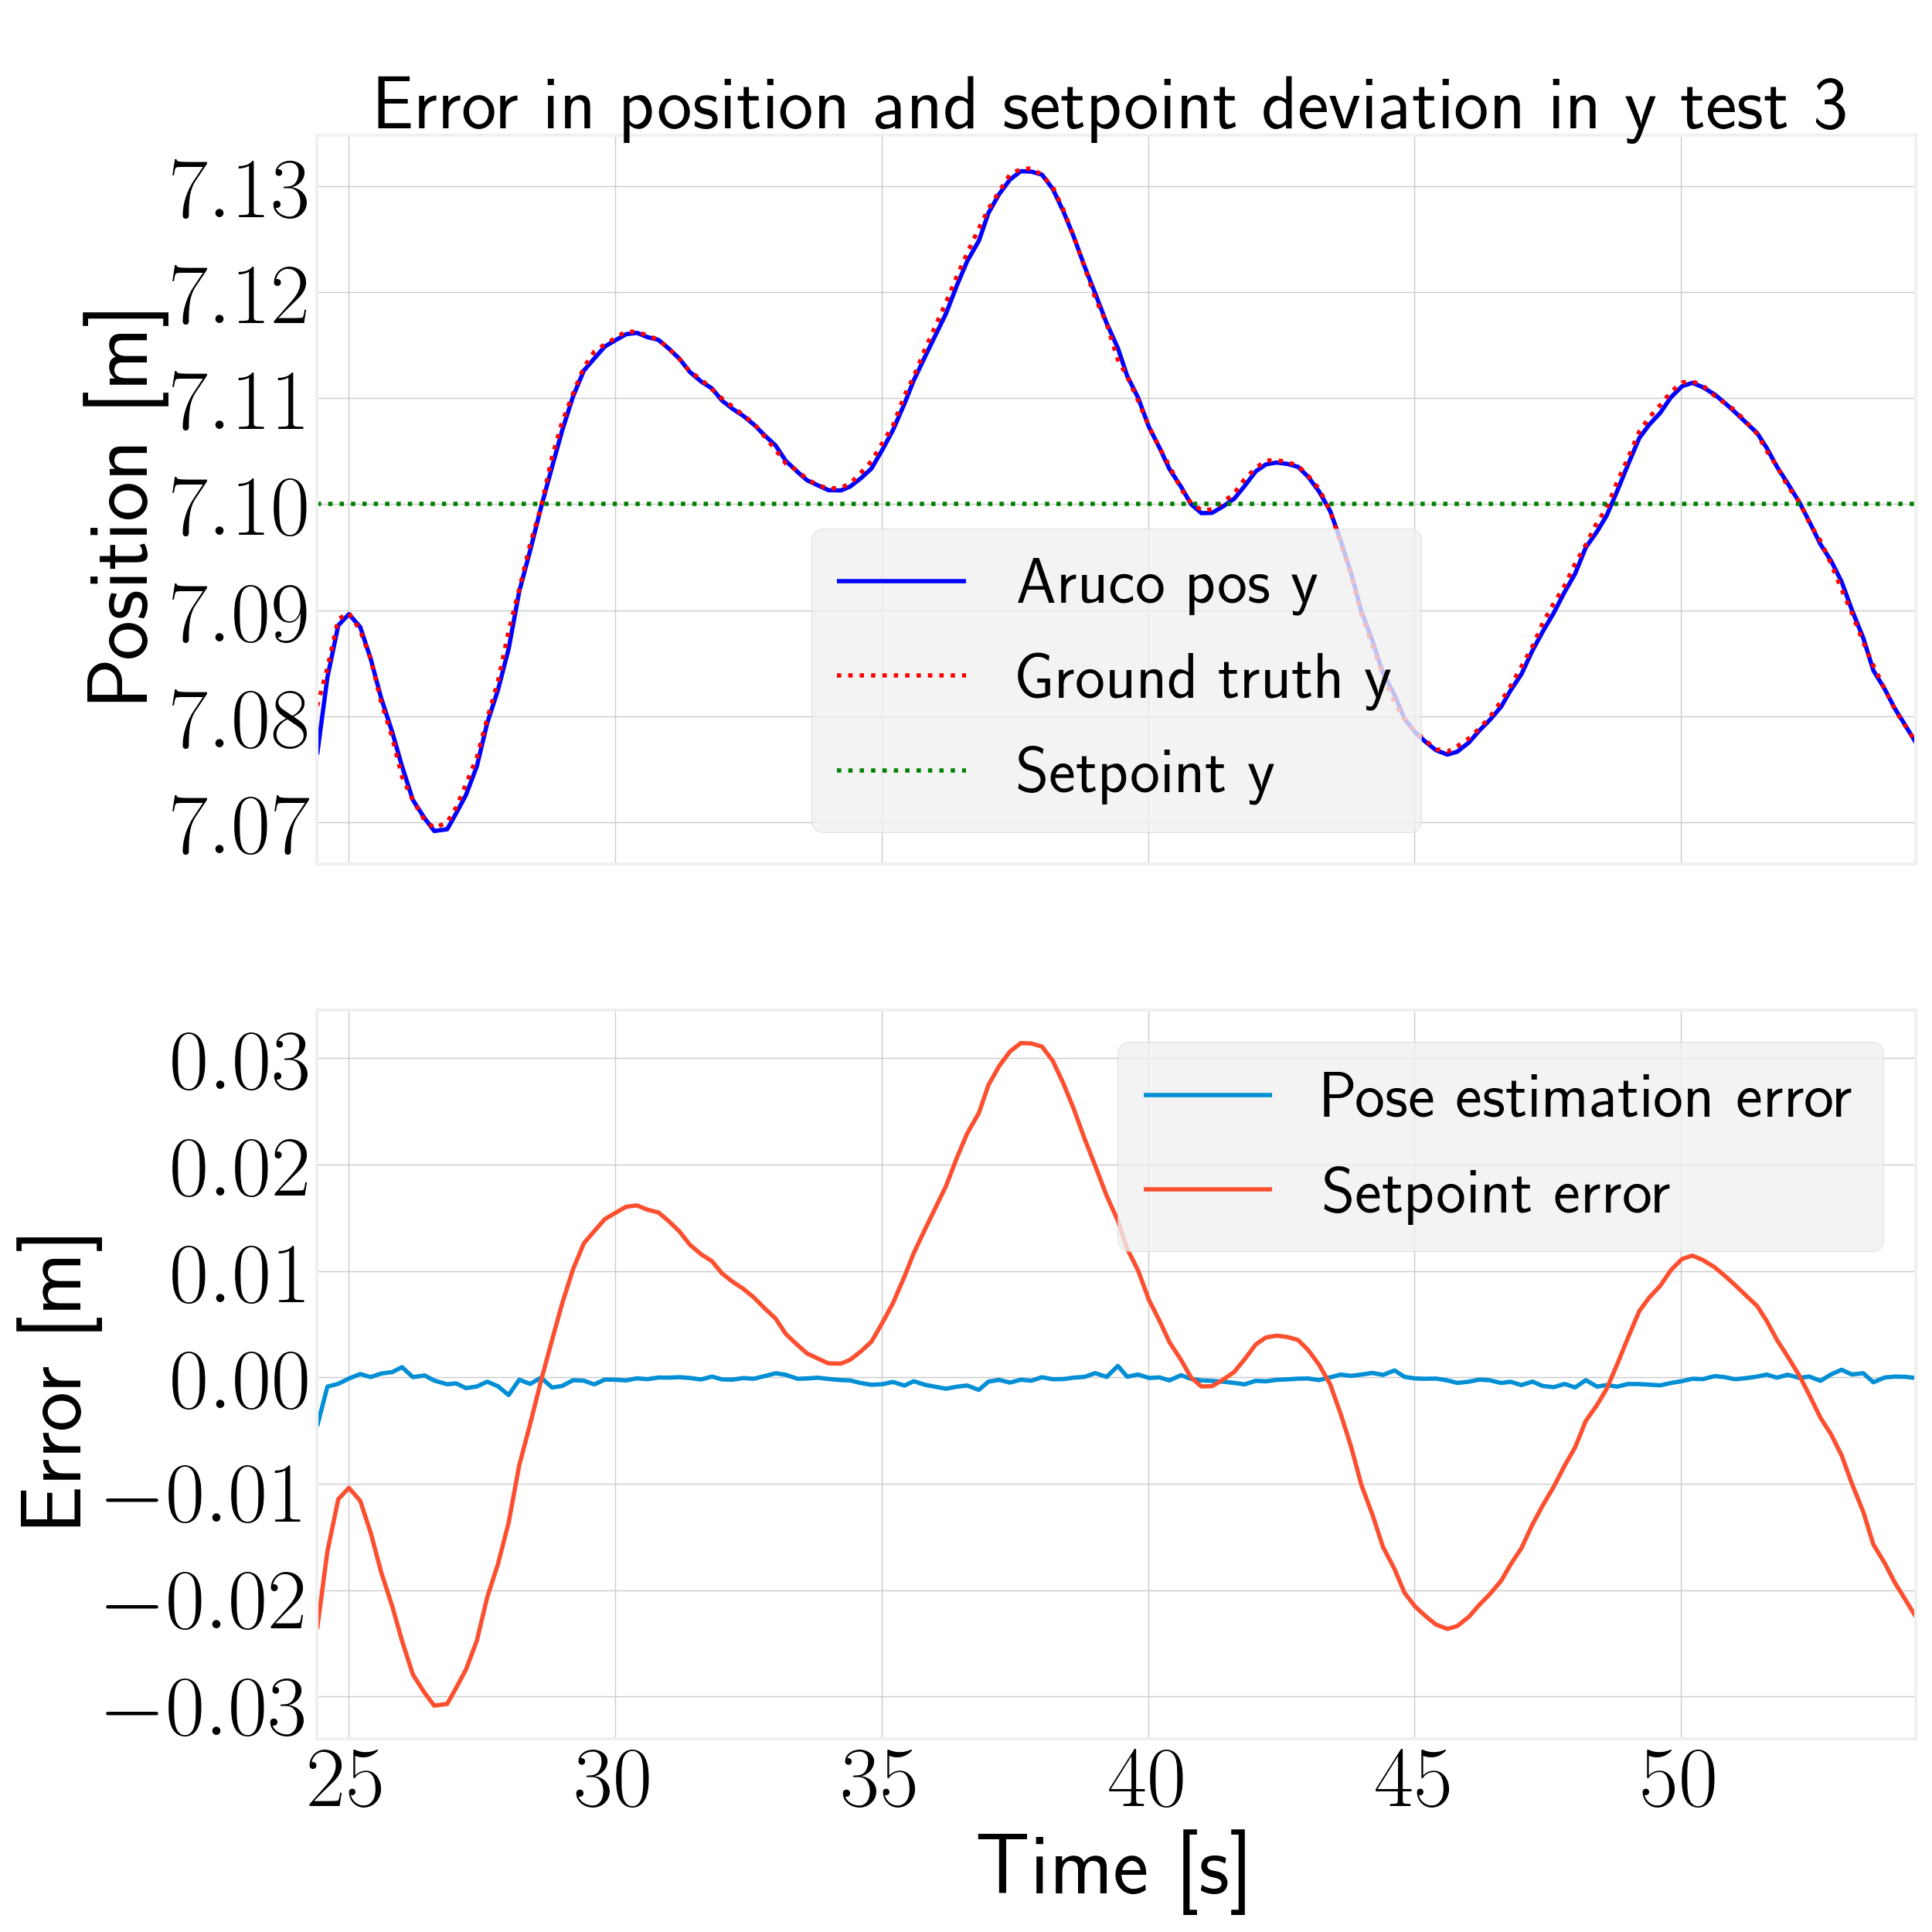 Error in position and setpoint deviation in y test 3
Position [m]
7.13
7.12
7.11
7.10
7.09
7.08
7.07
Aruco pos y
Ground truth y
Setpoint y
Error [m]
0.03
0.02
0.01
0.00
−0.01
−0.02
−0.03
Pose estimation error
Setpoint error
25 30 35 40 45 50
Time [s]